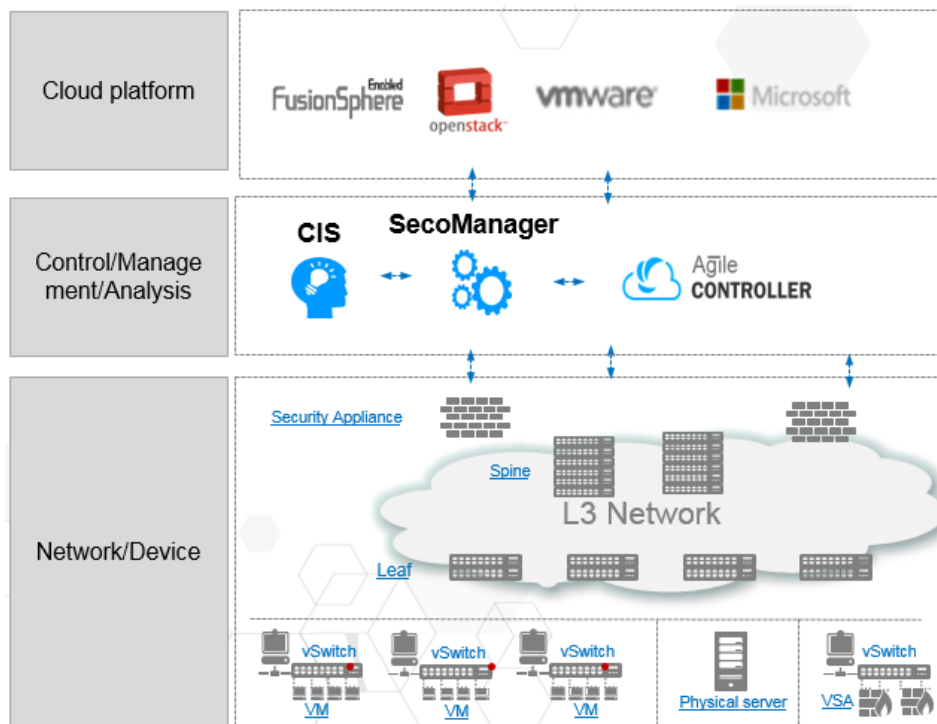 Cloud platform
Enabled
FusionSphere
openstack™
vmware®
Microsoft
Control/Manage
ment/Analysis
CIS
SecoManager
Agile
CONTROLLER
Network/Device
Security Appliance
Spine
L3 Network
Leaf
vSwitch
VM
vSwitch
VM
vSwitch
VM
Physical server
vSwitch
VSA